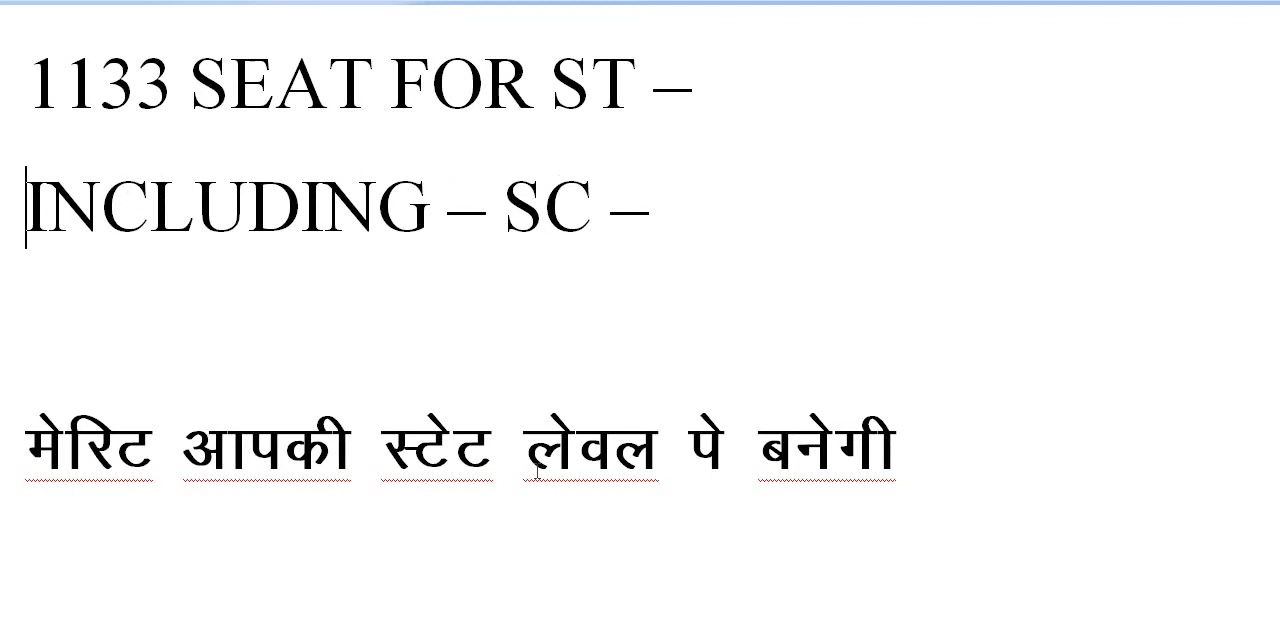 1133 SEAT FOR ST –
INCLUDING – SC –
मेरिट आपकी स्टेट लेवल पे बनेगी